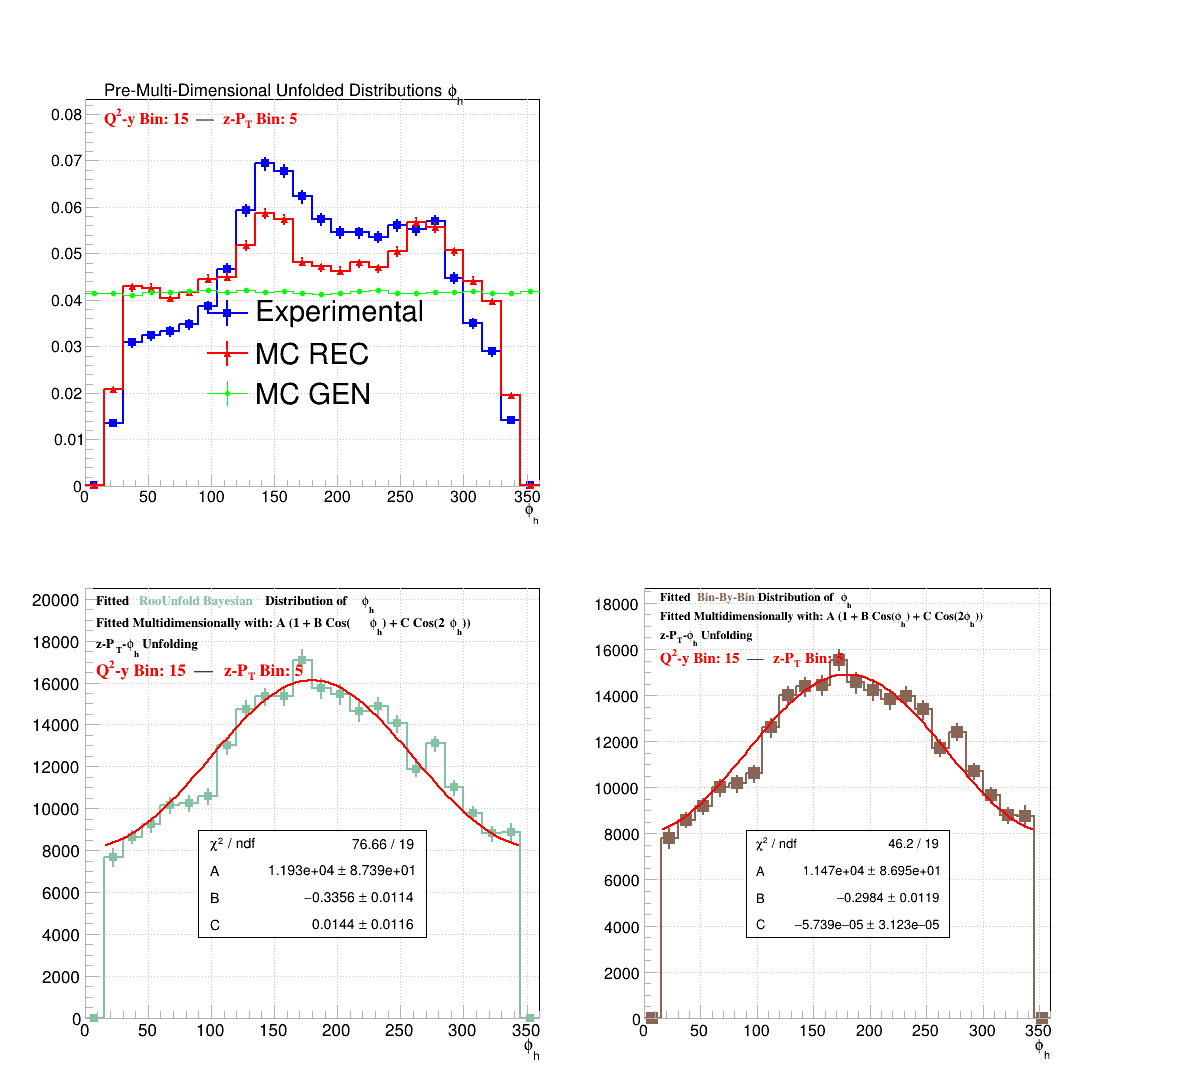 Pre-Multi-Dimensional Unfolded Distributions ϕh
Q2-y Bin: 15 — z-PT Bin: 5
0.08
0.07
0.06
0.05
0.04
0.03
0.02
0.01
0
Experimental
MC REC
MC GEN
0 50 100 150 200 250 300 350
ϕh
Fitted RooUnfold Bayesian Distribution of ϕh
Fitted Multidimensionally with: A (1 + B Cos( ϕh) + C Cos(2 ϕh))
z-PT-ϕh Unfolding
Q2-y Bin: 15 — z-PT Bin: 5
20000
18000
16000
14000
12000
10000
8000
6000
4000
2000
0
χ2 / ndf 76.66 / 19
A 1.193e+04 ± 8.739e+01
B −0.3356 ± 0.0114
C 0.0144 ± 0.0116
0 50 100 150 200 250 300 350
ϕh
Fitted Bin-By-Bin Distribution of ϕh
Fitted Multidimensionally with: A (1 + B Cos(ϕh) + C Cos(2ϕh))
z-PT-ϕh Unfolding
Q2-y Bin: 15 — z-PT Bin: 5
18000
16000
14000
12000
10000
8000
6000
4000
2000
0
χ2 / ndf 46.2 / 19
A 1.147e+04 ± 8.695e+01
B −0.2984 ± 0.0119
C −5.739e−05 ± 3.123e−05
0 50 100 150 200 250 300 350
ϕh